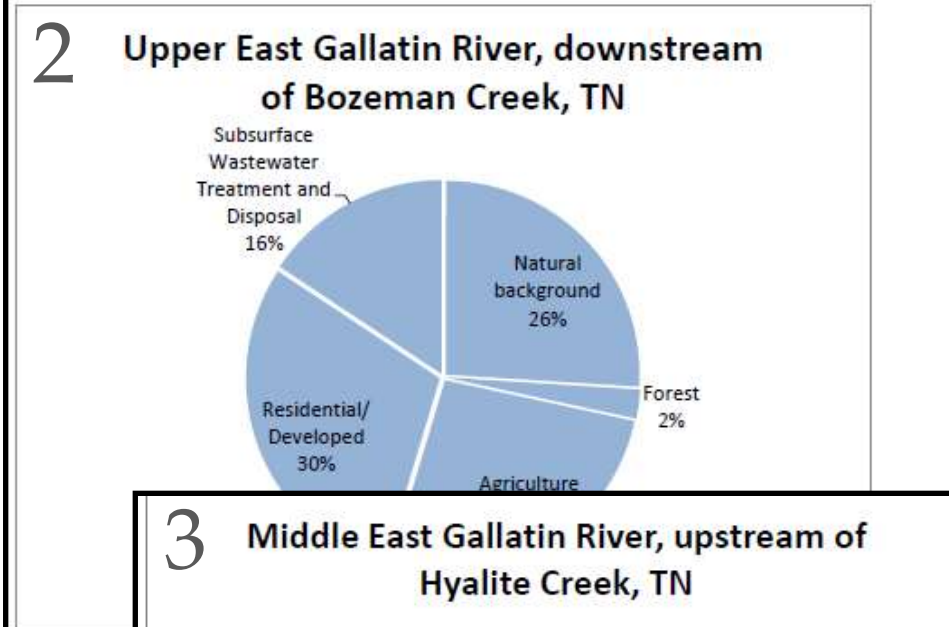 2
Upper East Gallatin River, downstream
of Bozeman Creek, TN
Subsurface
Wastewater
Treatment and
Disposal
16%
Natural
background
26%
Forest
2%
Residential/
Developed
30%
Agriculture
3
Middle East Gallatin River, upstream of
Hyalite Creek, TN